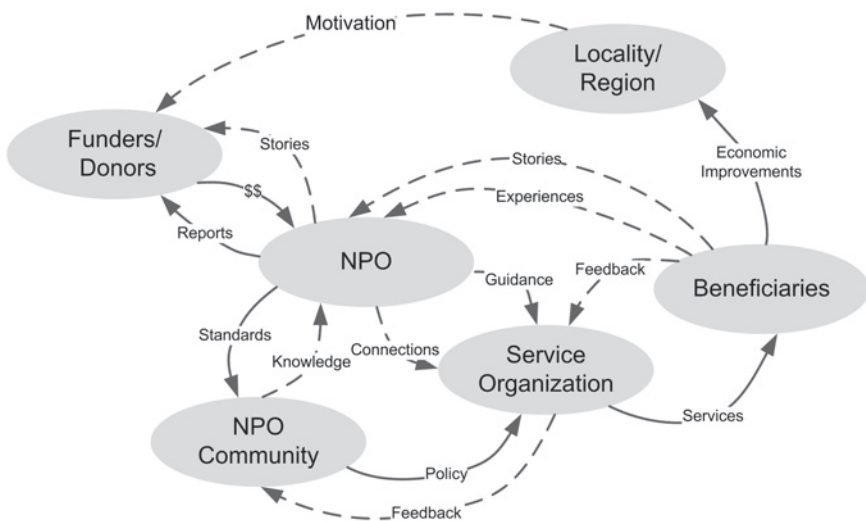 Motivation
Locality/
Region
Funders/
Donors
Stories
Stories
Economic
Improvements
$$
Experiences
Reports
NPO
Feedback
Guidance
Beneficiaries
Standards
Knowledge
Connections
Service
Organization
Services
NPO
Community
Policy
Feedback